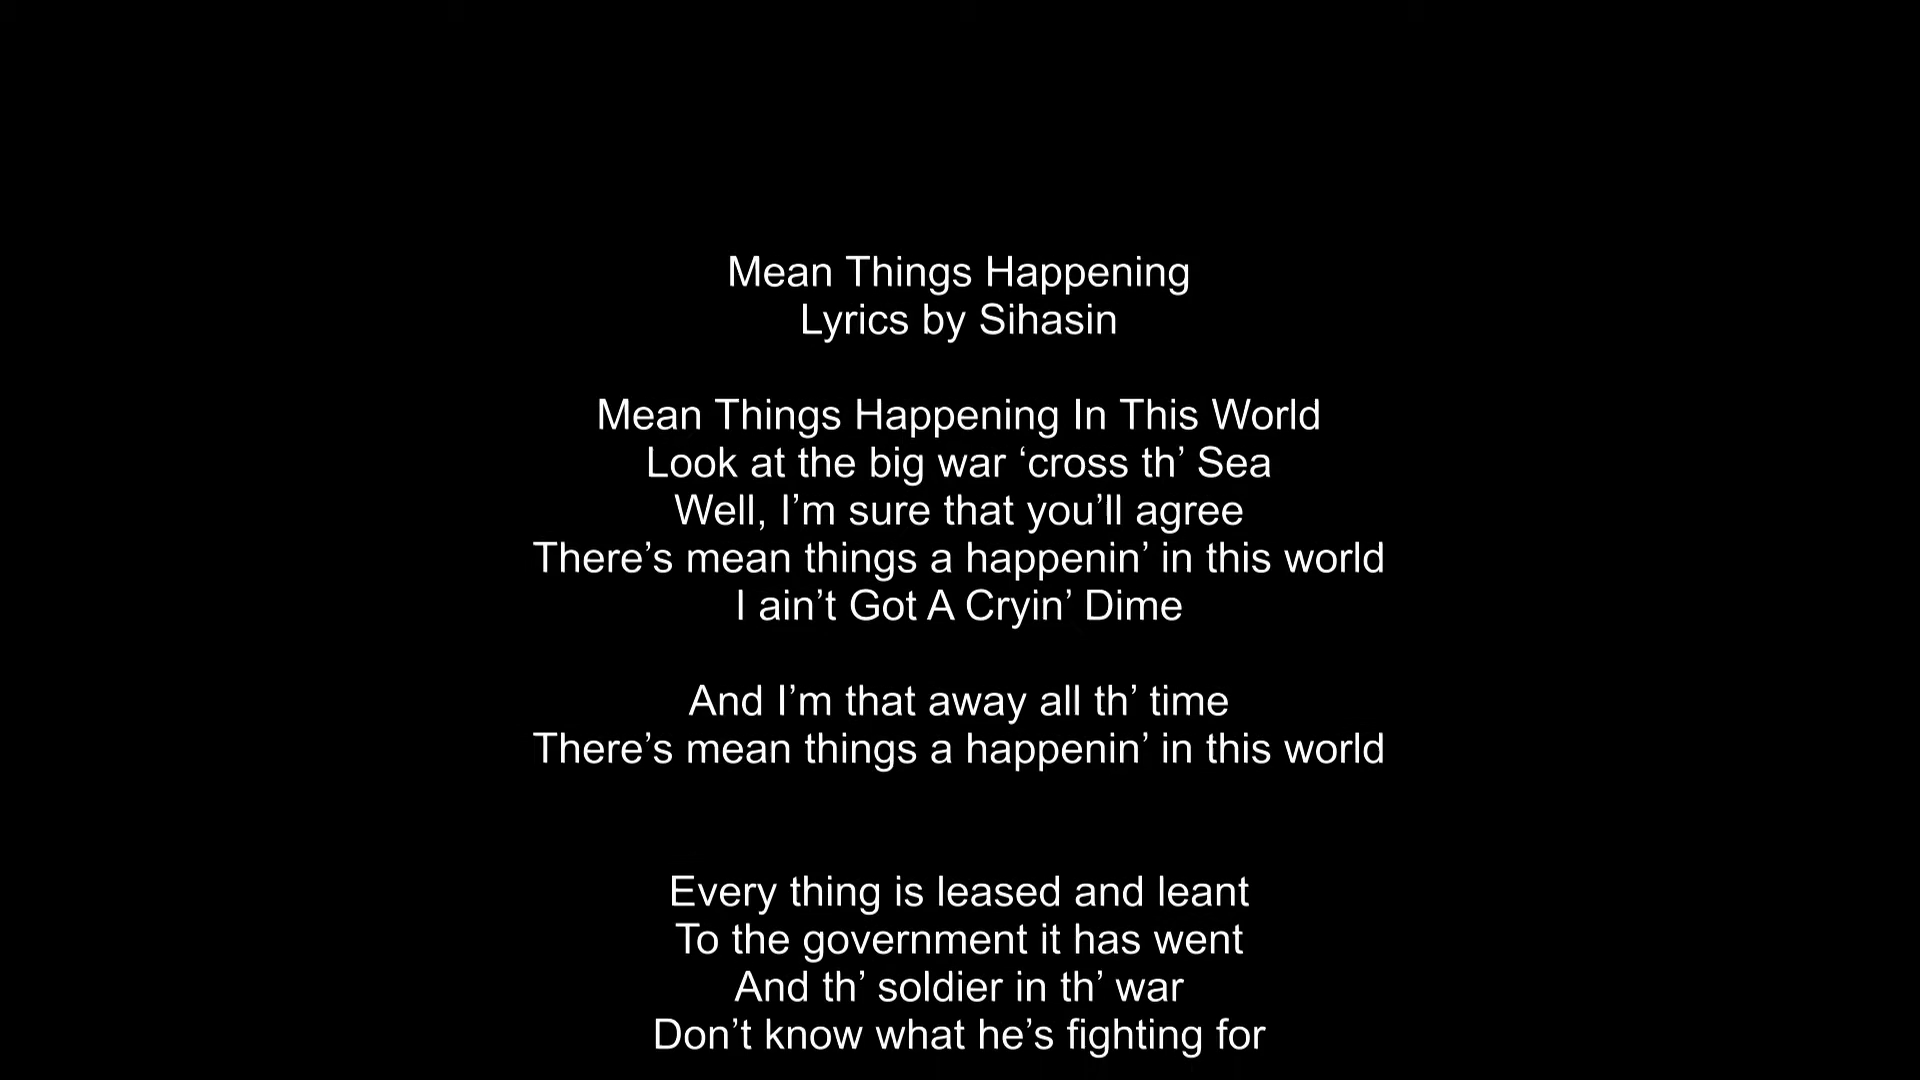 Mean Things Happening
Lyrics by Sihasin
Mean Things Happening In This World
Look at the big war ‘cross th’ Sea
Well, I’m sure that you’ll agree
There’s mean things a happenin’ in this world
I ain’t Got A Cryin’ Dime
And I’m that away all th’ time
There’s mean things a happenin’ in this world
Every thing is leased and leant
To the government it has went
And th’ soldier in th’ war
Don’t know what he’s fighting for